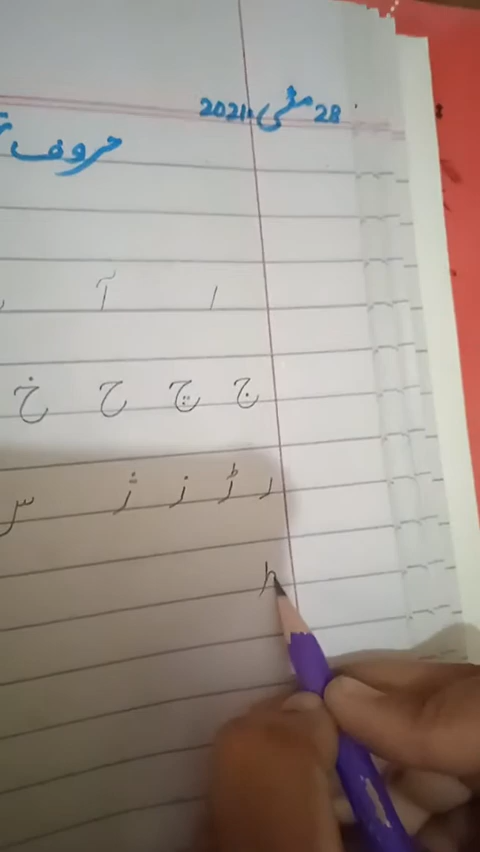 28 مئی، 2021
حروف
ا آ
ج چ ح خ
ر ڑ ز ژ س